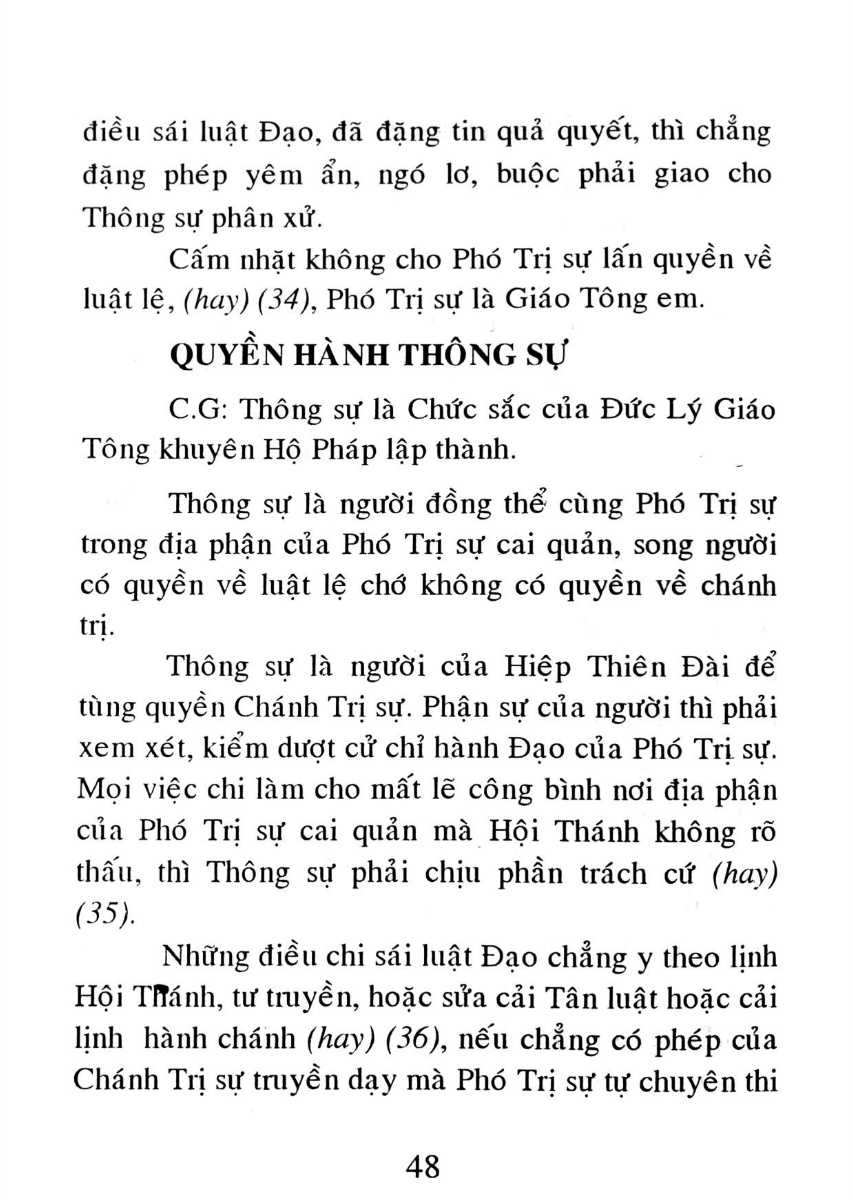 điều sái luật Đạo, đã đặng tin quả quyết, thì chẳng
đặng phép yêm ẩn, ngó lơ, buộc phải giao cho
Thông sự phân xử.
Cấm nhặt không cho Phó Trị sự lấn quyền về
luật lệ, (hay) (34), Phó Trị sự là Giáo Tông em.
QUYỀN HÀNH THÔNG SỰ
C.G: Thông sự là Chức sắc của Đức Lý Giáo
Tông khuyên Hộ Pháp lập thành.
Thông sự là người đồng thể cùng Phó Trị sự
trong địa phận của Phó Trị sự cai quản, song người
có quyền về luật lệ chớ không có quyền về chánh
trị.
Thông sự là người của Hiệp Thiên Đài để
tùng quyền Chánh Trị sự. Phận sự của người thì phải
xem xét, kiểm dượt cử chỉ hành Đạo của Phó Trị sự.
Mọi việc chi làm cho mất lẽ công bình nơi địa phận
của Phó Trị sự cai quản mà Hội Thánh không rõ
thấu, thì Thông sự phải chịu phần trách cứ (hay)
(35).
Những điều chi sái luật Đạo chẳng y theo lịnh
Hội Thánh, tư truyền, hoặc sửa cải Tân luật hoặc cải
lịnh hành chánh (hay) (36), nếu chẳng có phép của
Chánh Trị sự truyền dạy mà Phó Trị sự tự chuyên thi
48